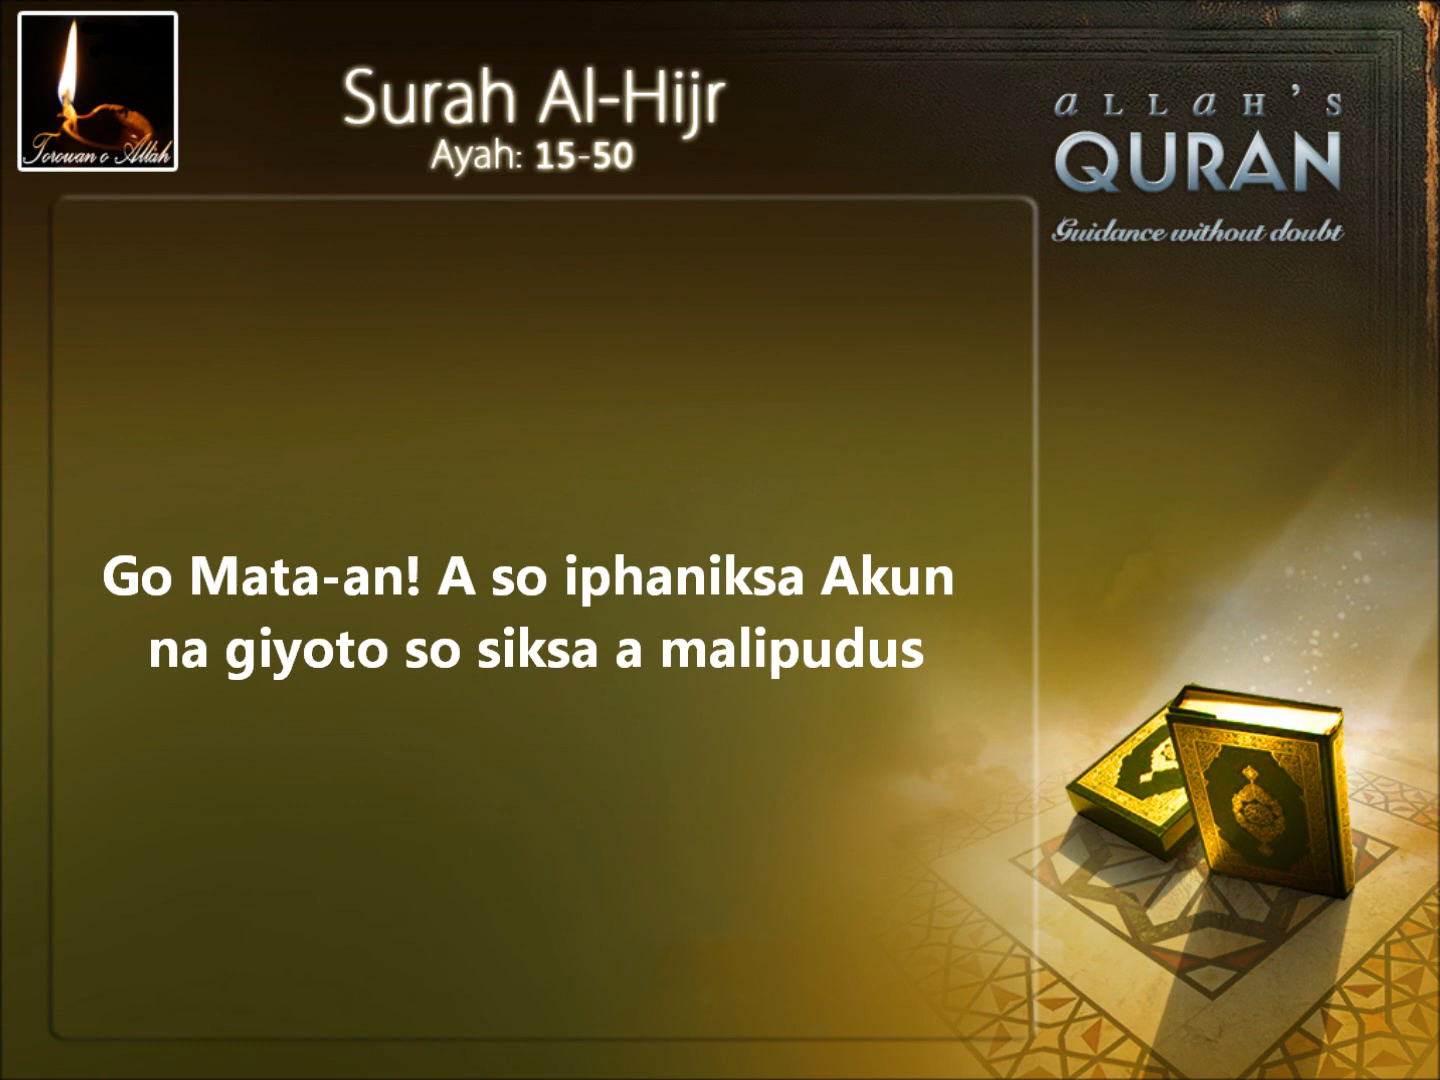 Torowan o Allah
Surah Al-Hijr
Ayah: 15-50
aLLaH'S
QURAN
Guidance without doubt
Go Mata-an! A so iphaniksa Akun
na giyoto so siksa a malipudus